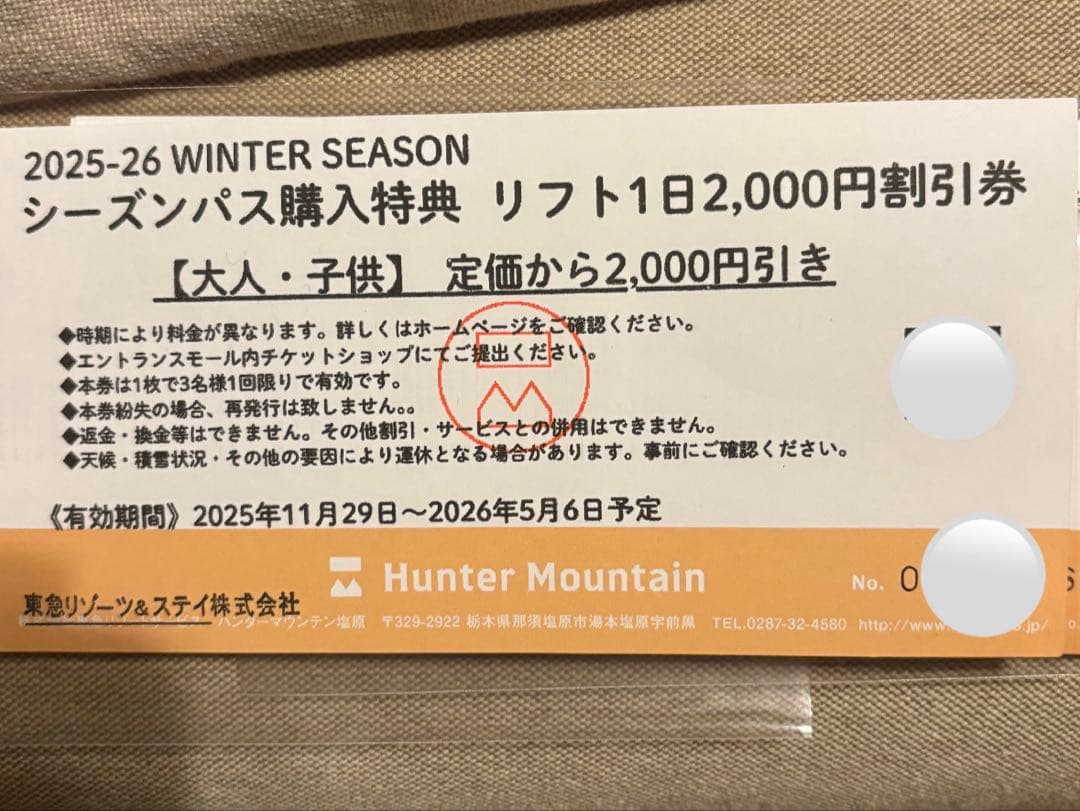 2025-26 WINTER SEASON
シーズンパス購入特典 リフト1日2,000円割引券
【大人・子供】 定価から2,000円引き
◆時期により料金が異なります。詳しくはホームページをご確認ください。
◆エントランスモール内チケットショップにてご提出ください。
◆本券は1枚で3名様1回限りで有効です。
◆本券紛失の場合、再発行は致しません。。
◆返金・換金等はできません。その他割引・サービスとの併用はできません。
◆天候・積雪状況・その他の要因により運休となる場合があります。事前にご確認ください。
《有効期間》2025年11月29日～2026年5月6日予定
Hunter Mountain
No. 0
東急リゾーツ&ステイ株式会社
ハンターマウンテン塩原 〒329-2922 栃木県那須塩原市湯本塩原字前黒 TEL.0287-32-4580 http://www.